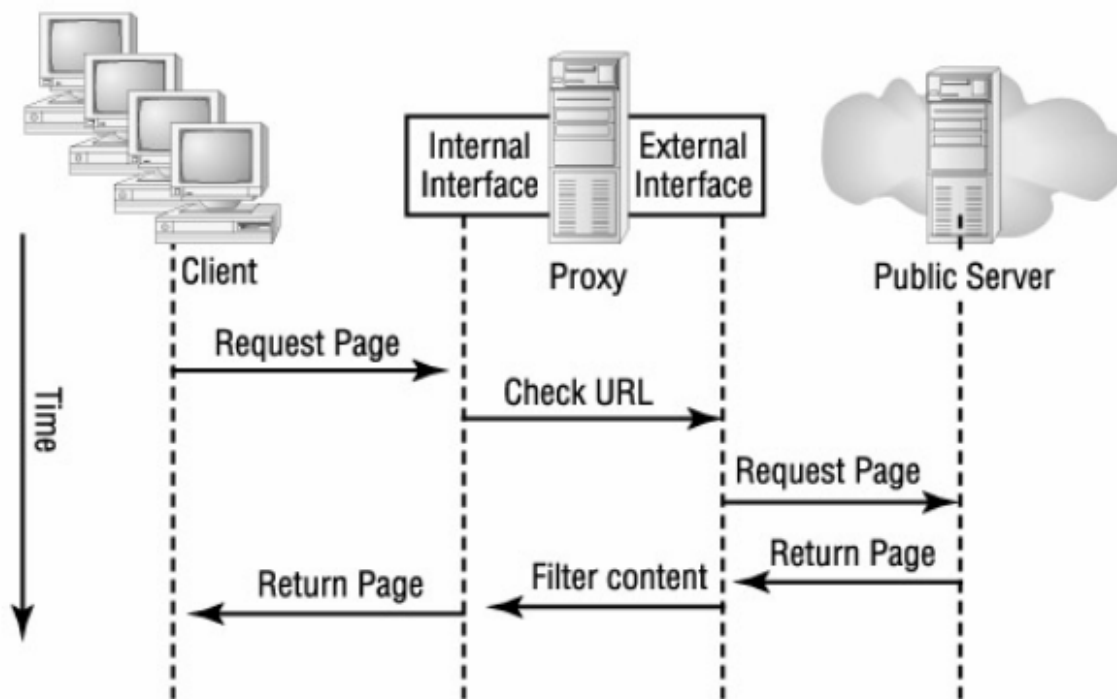 Internal
Interface
External
Interface
Client
Proxy
Public Server
Time
Request Page
Check URL
Request Page
Return Page
Filter content
Return Page